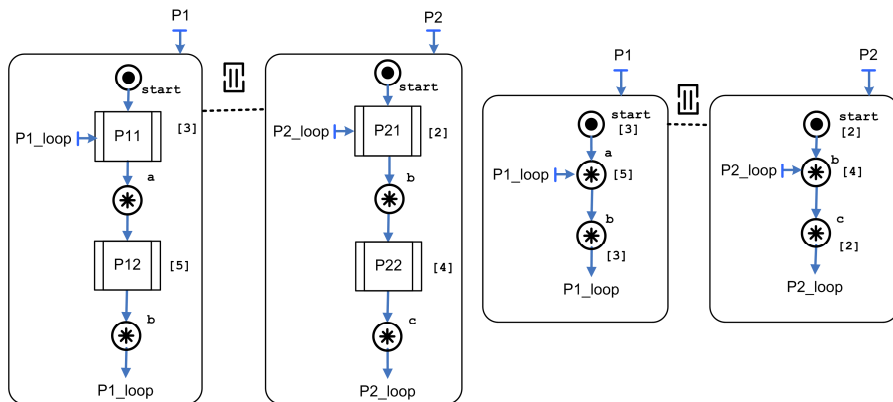 P1
P2
start
start
P1_loop
P11
[3]
P2_loop
P21
[2]
a
b
P12
[5]
P22
[4]
b
c
P1_loop
P2_loop
P1
P2
start
[3]
start
[2]
a
b
P1_loop
[5]
P2_loop
[4]
b
c
[3]
[2]
P1_loop
P2_loop